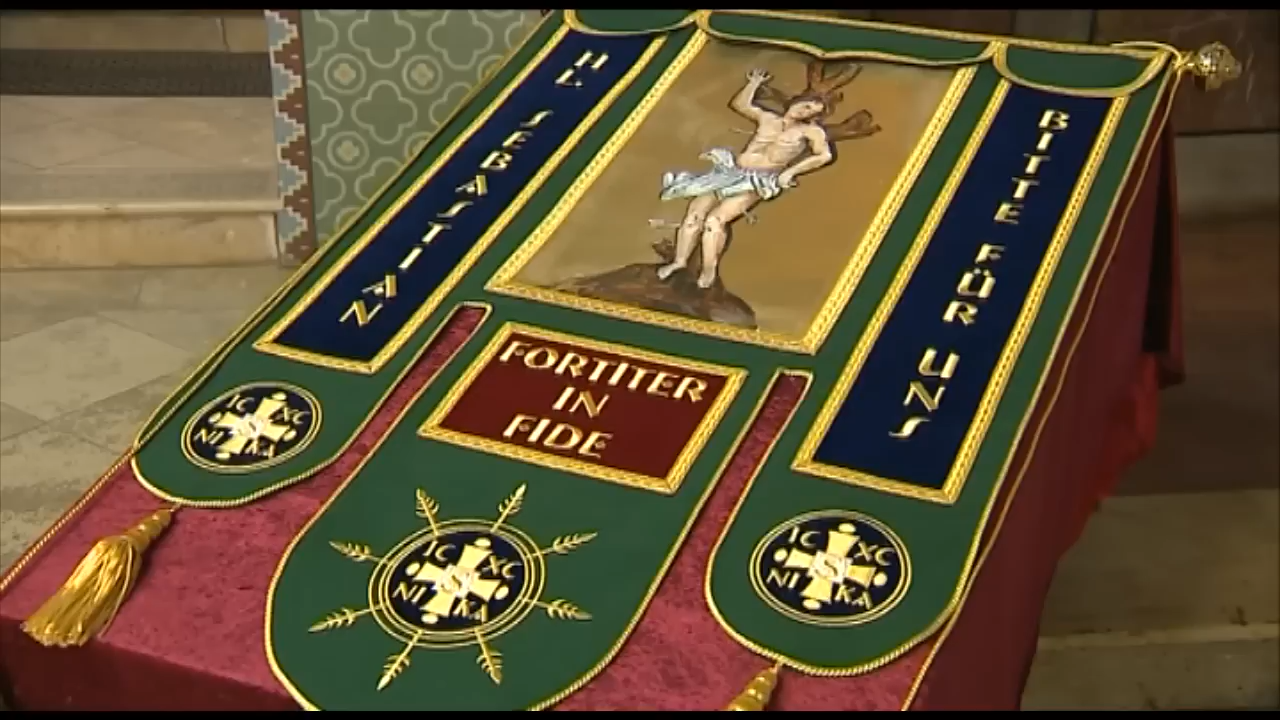 HL. SEBASTIAN
BITTE FÜR UNS
FORTITER
IN
FIDE
IC XC
NI KA
IC XC
NI KA
IC XC
NI KA